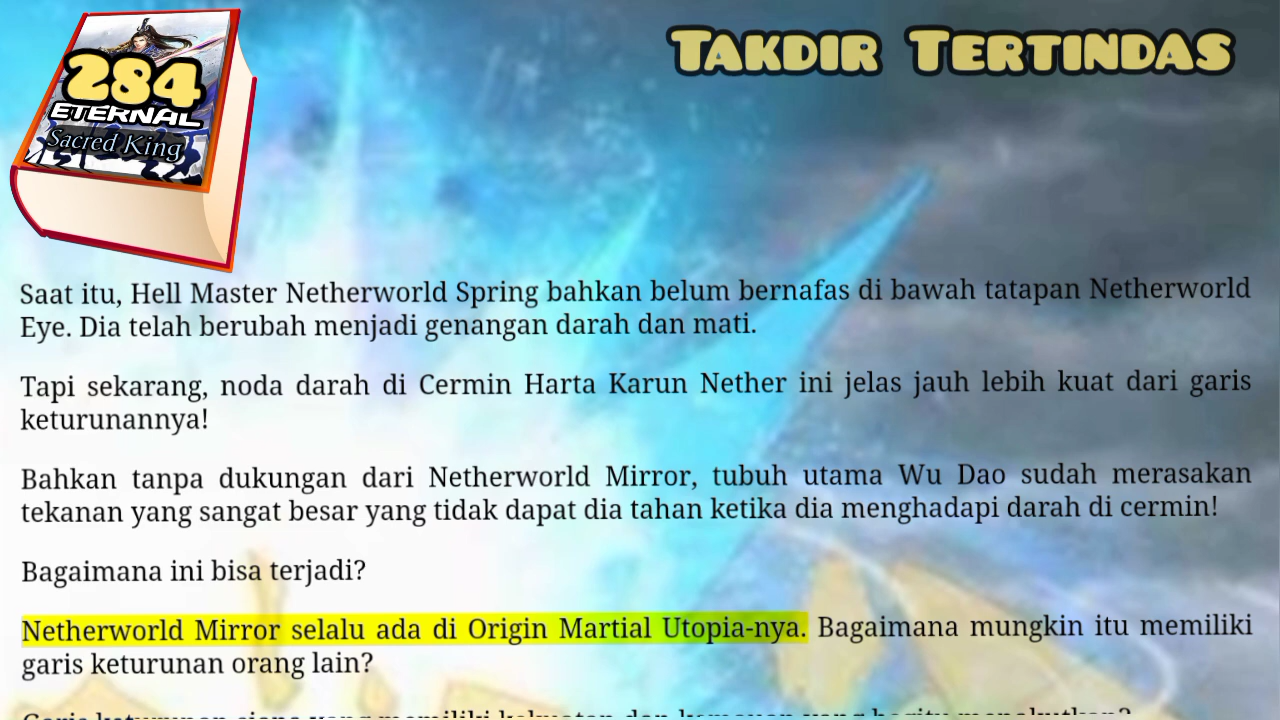 284
ETERNAL
Sacred King
TAKDIR TERTINDAS
Saat itu, Hell Master Netherworld Spring bahkan belum bernafas di bawah tatapan Netherworld
Eye. Dia telah berubah menjadi genangan darah dan mati.
Tapi sekarang, noda darah di Cermin Harta Karun Nether ini jelas jauh lebih kuat dari garis
keturunannya!
Bahkan tanpa dukungan dari Netherworld Mirror, tubuh utama Wu Dao sudah merasakan
tekanan yang sangat besar yang tidak dapat dia tahan ketika dia menghadapi darah di cermin!
Bagaimana ini bisa terjadi?
Netherworld Mirror selalu ada di Origin Martial Utopia-nya. Bagaimana mungkin itu memiliki
garis keturunan orang lain?